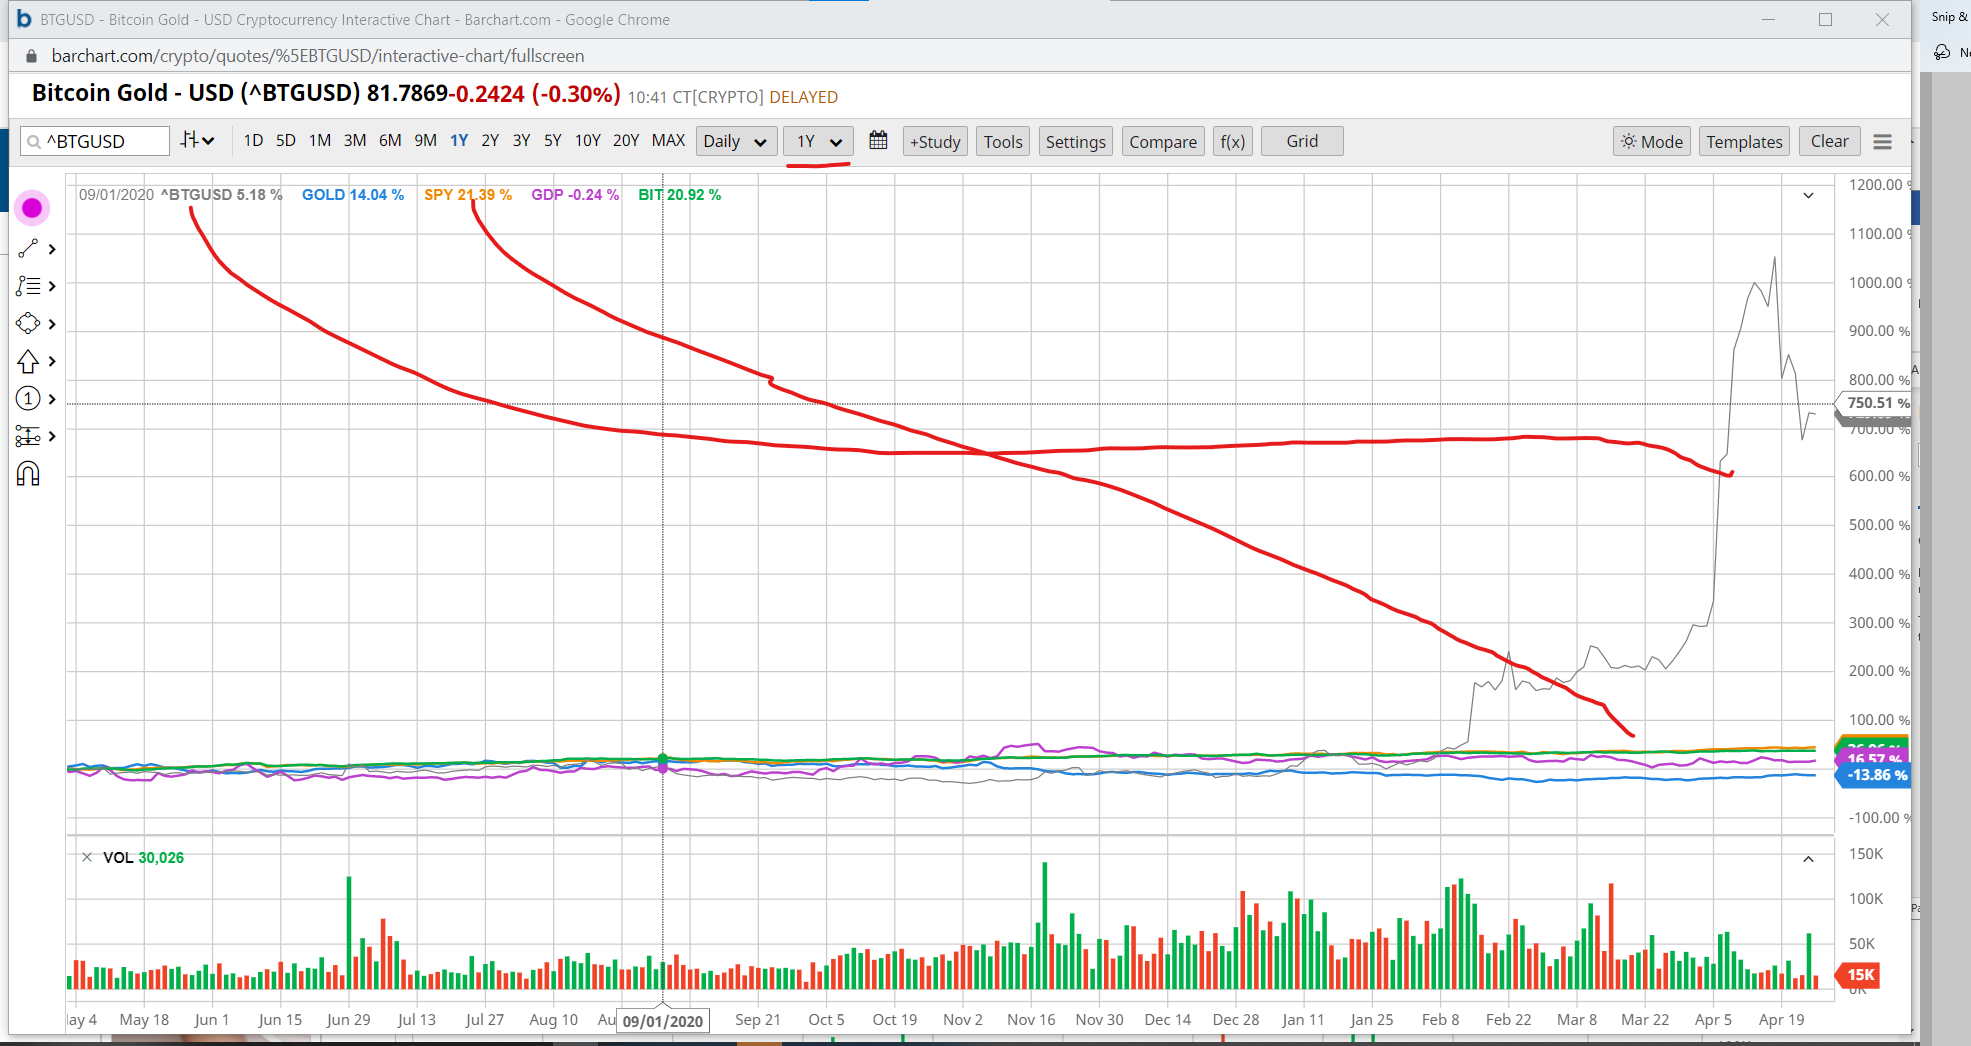 BTGUSD - Bitcoin Gold - USD Cryptocurrency Interactive Chart - Barchart.com - Google Chrome
Snip &
barchart.com/crypto/quotes/%5EBTGUSD/interactive-chart/fullscreen
Bitcoin Gold - USD (^BTGUSD) 81.7869-0.2424 (-0.30%) 10:41 CT[CRYPTO] DELAYED
^BTGUSD 1D 5D 1M 3M 6M 9M 1Y 2Y 3Y 5Y 10Y 20Y MAX Daily 1Y +Study Tools Settings Compare f(x) Grid Mode Templates Clear
09/01/2020 ^BTGUSD 5.18 % GOLD 14.04 % SPY 21.39 % GDP -0.24 % BIT 20.92 %
1200.00 %
1100.00 %
1000.00 %
900.00 %
800.00 %
750.51 %
700.00 %
600.00 %
500.00 %
400.00 %
300.00 %
200.00 %
100.00 %
16.57 %
-13.86 %
-100.00 %
1
VOL 30,026
150K
100K
50K
15K
0K
ay 4 May 18 Jun 1 Jun 15 Jun 29 Jul 13 Jul 27 Aug 10 Au 09/01/2020 Sep 21 Oct 5 Oct 19 Nov 2 Nov 16 Nov 30 Dec 14 Dec 28 Jan 11 Jan 25 Feb 8 Feb 22 Mar 8 Mar 22 Apr 5 Apr 19